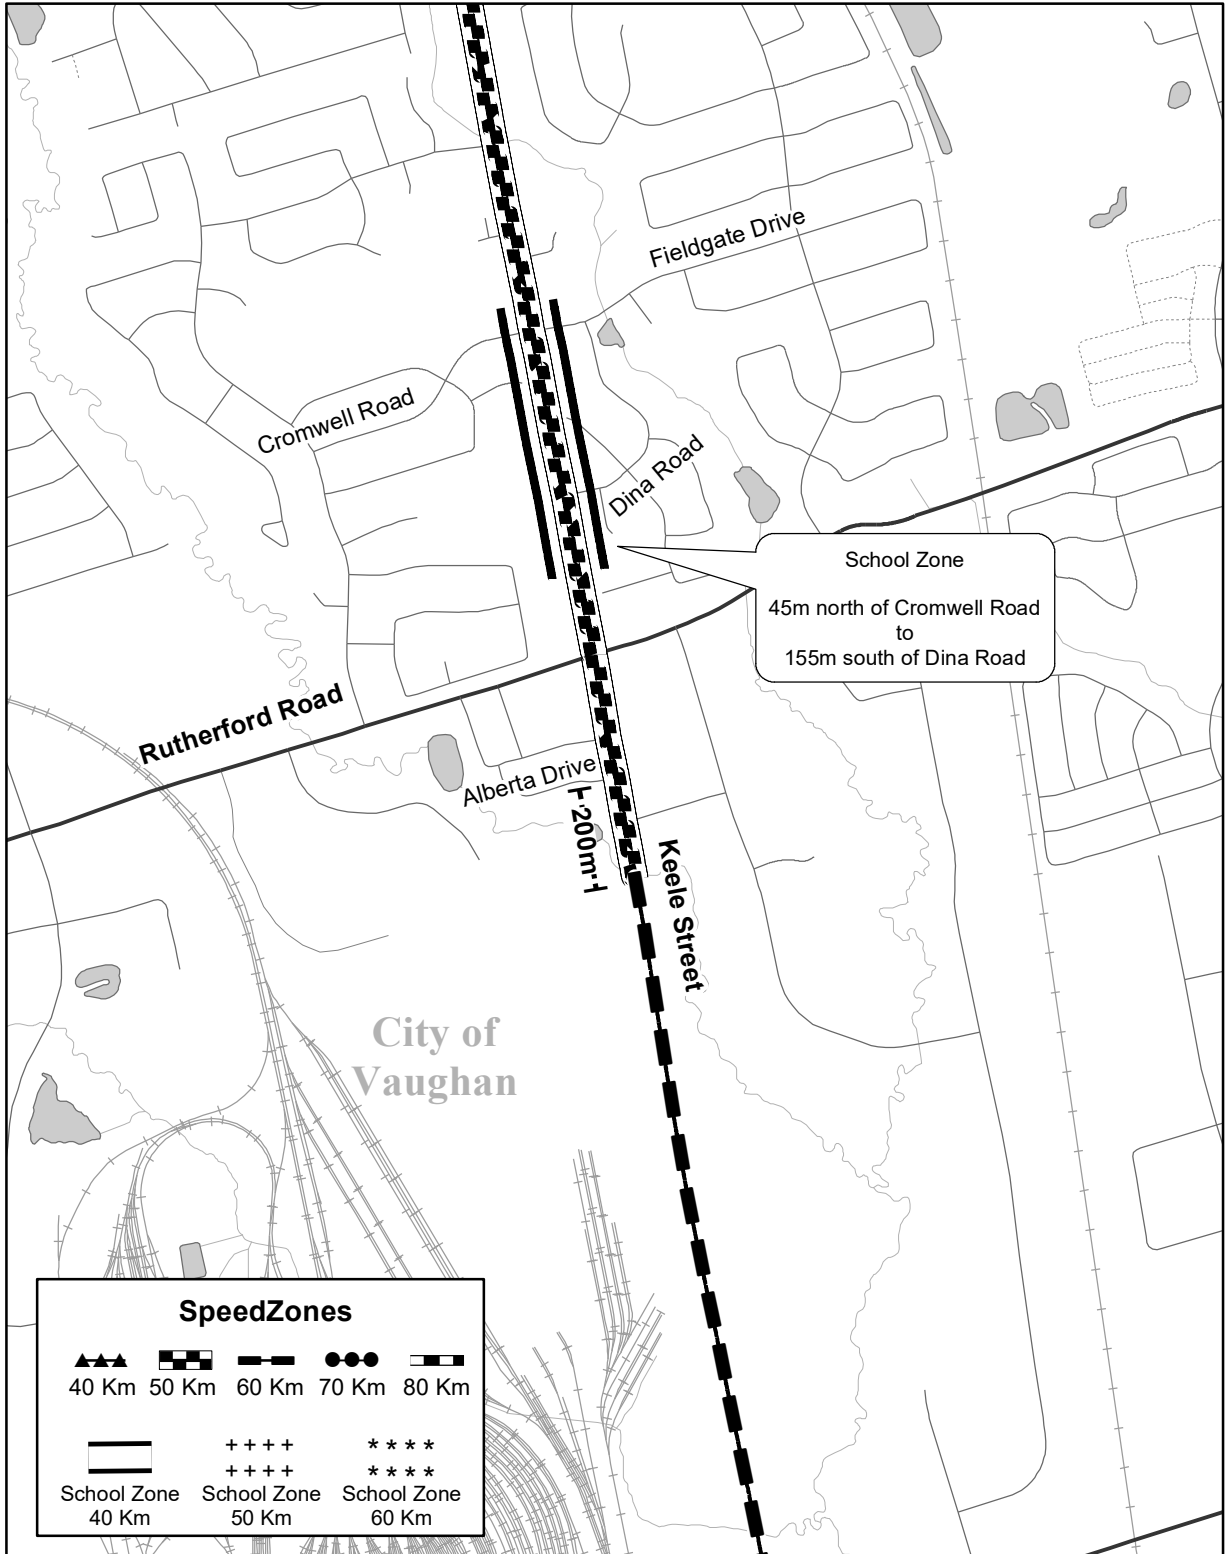 Fieldgate Drive
Cromwell Road
Dina Road
School Zone
45m north of Cromwell Road
to
155m south of Dina Road
Rutherford Road
Alberta Drive
200m
Keele Street
City of
Vaughan
SpeedZones
40 Km 50 Km 60 Km 70 Km 80 Km
School Zone School Zone School Zone
40 Km 50 Km 60 Km